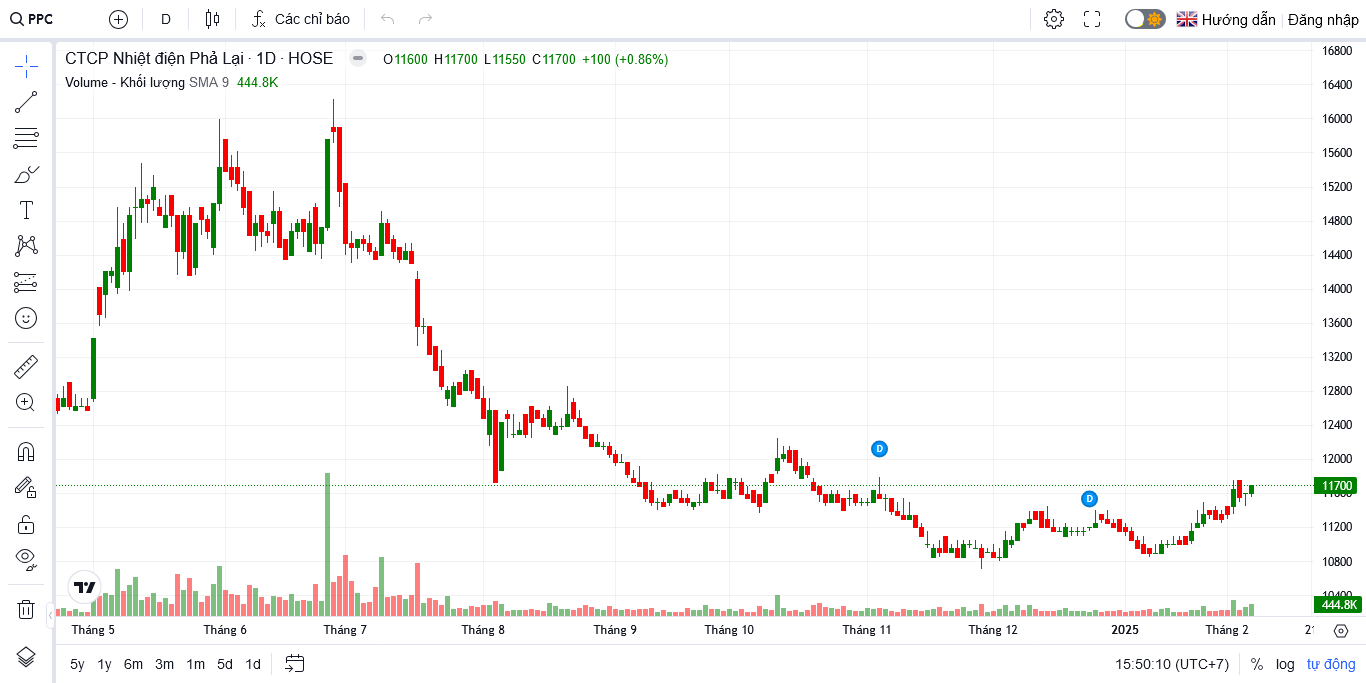 PPC D Các chỉ báo Hướng dẫn Đăng nhập
CTCP Nhiệt điện Phả Lại · 1D · HOSE O11600 H11700 L11550 C11700 +100 (+0.86%)
Volume - Khối lượng SMA 9 444.8K
16800
16400
16000
15600
15200
14800
14400
14000
13600
13200
12800
12400
12000
11700
11600
11200
10800
10400
444.8K
D
D
Tháng 5 Tháng 6 Tháng 7 Tháng 8 Tháng 9 Tháng 10 Tháng 11 Tháng 12 2025 Tháng 2 21
5y 1y 6m 3m 1m 5d 1d 15:50:10 (UTC+7) % log tự động